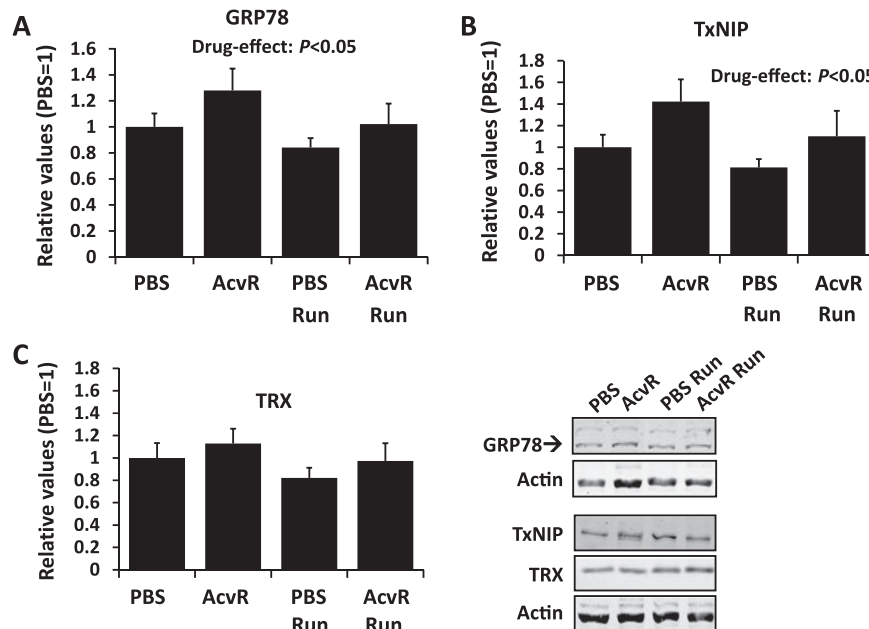 A
GRP78
Drug-effect: P<0.05
Relative values (PBS=1)
1.6
1.4
1.2
1
0.8
0.6
0.4
0.2
0
PBS
AcvR
PBS Run
AcvR Run
B
TxNIP
Drug-effect: P<0.05
Relative values (PBS=1)
1.8
1.6
1.4
1.2
1
0.8
0.6
0.4
0.2
0
PBS
AcvR
PBS Run
AcvR Run
C
TRX
Relative values (PBS=1)
1.8
1.6
1.4
1.2
1
0.8
0.6
0.4
0.2
0
PBS
AcvR
PBS Run
AcvR Run
PBS
AcvR
PBS Run
AcvR Run
GRP78→
Actin
TxNIP
TRX
Actin